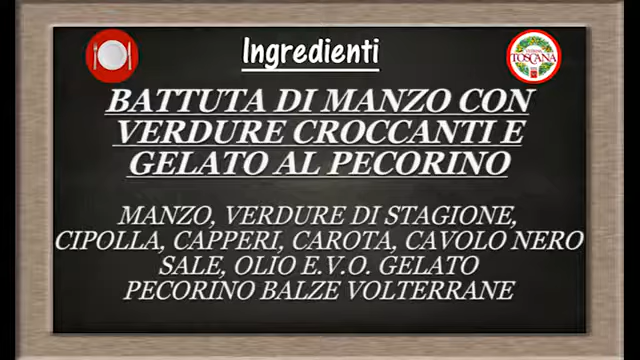 Ingredienti
TOSCANA
BATTUTA DI MANZO CON
VERDURE CROCCANTI E
GELATO AL PECORINO
MANZO, VERDURE DI STAGIONE,
CIPOLLA, CAPPERI, CAROTA, CAVOLO NERO
SALE, OLIO E.V.O. GELATO
PECORINO BALZE VOLTERRANE